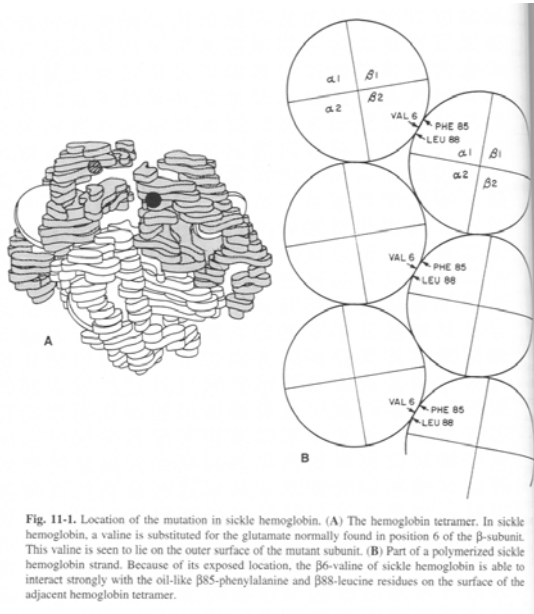 α1 β1
α2 β2
VAL 6 PHE 85
LEU 88
α1 β1
α2 β2
VAL 6 PHE 85
LEU 88
A
VAL 6 PHE 85
LEU 88
B
Fig. 11-1. Location of the mutation in sickle hemoglobin. (A) The hemoglobin tetramer. In sickle
hemoglobin, a valine is substituted for the glutamate normally found in position 6 of the β-subunit.
This valine is seen to lie on the outer surface of the mutant subunit. (B) Part of a polymerized sickle
hemoglobin strand. Because of its exposed location, the β6-valine of sickle hemoglobin is able to
interact strongly with the oil-like β85-phenylalanine and β88-leucine residues on the surface of the
adjacent hemoglobin tetramer.